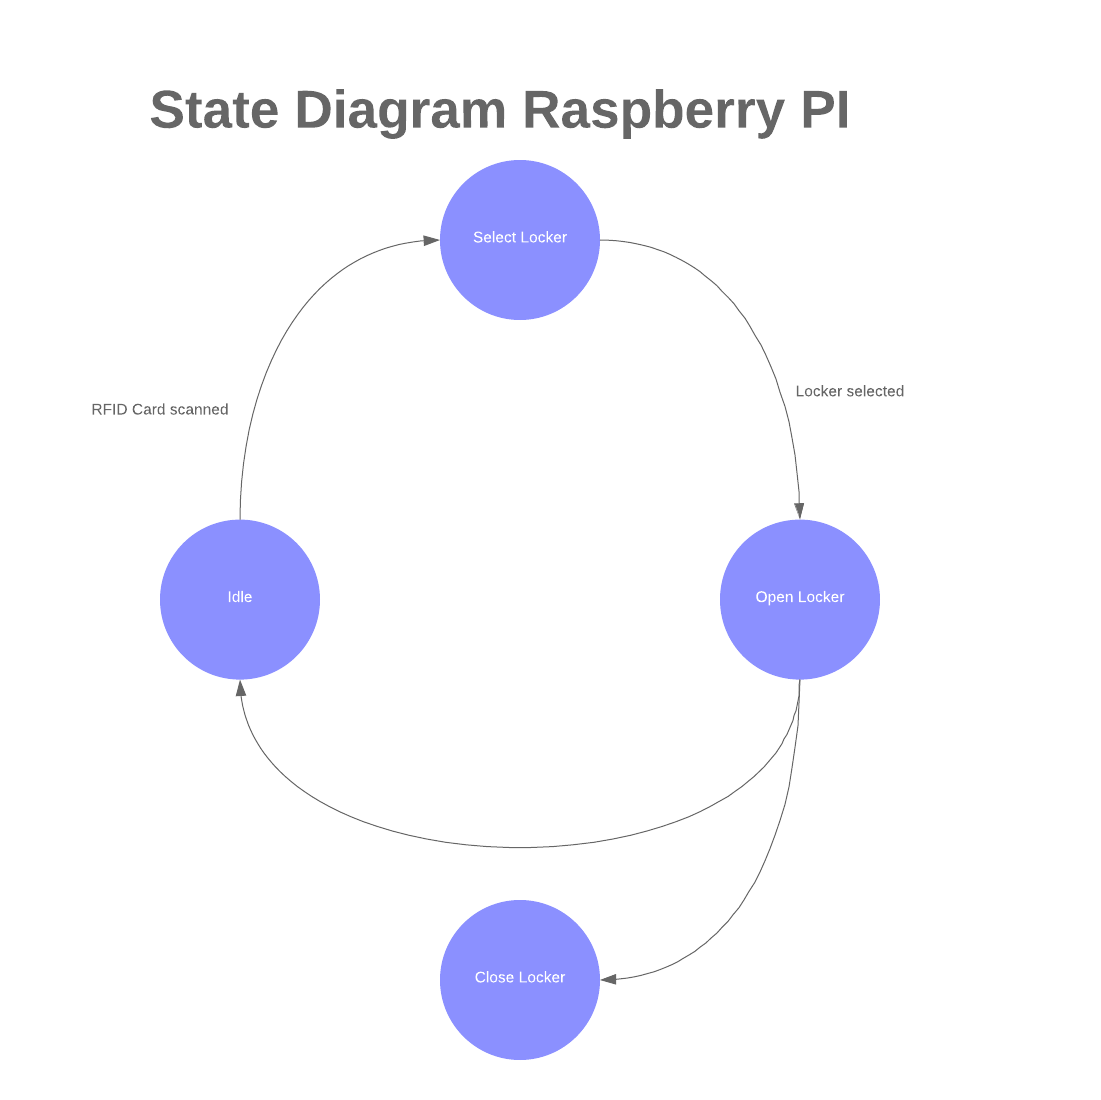 State Diagram Raspberry PI
Select Locker
Locker selected
RFID Card scanned
Idle
Open Locker
Close Locker